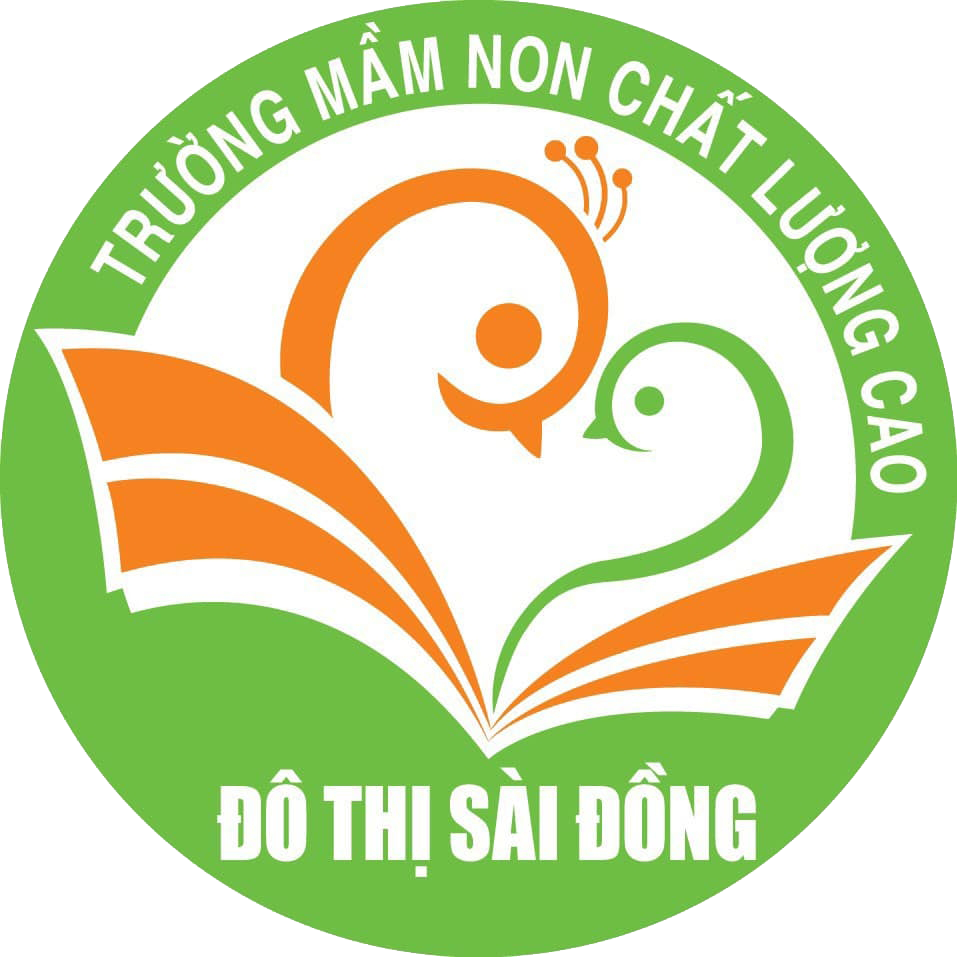 TRƯỜNG MẦM NON CHẤT LƯỢNG CAO
ĐÔ THỊ SÀI ĐỒNG